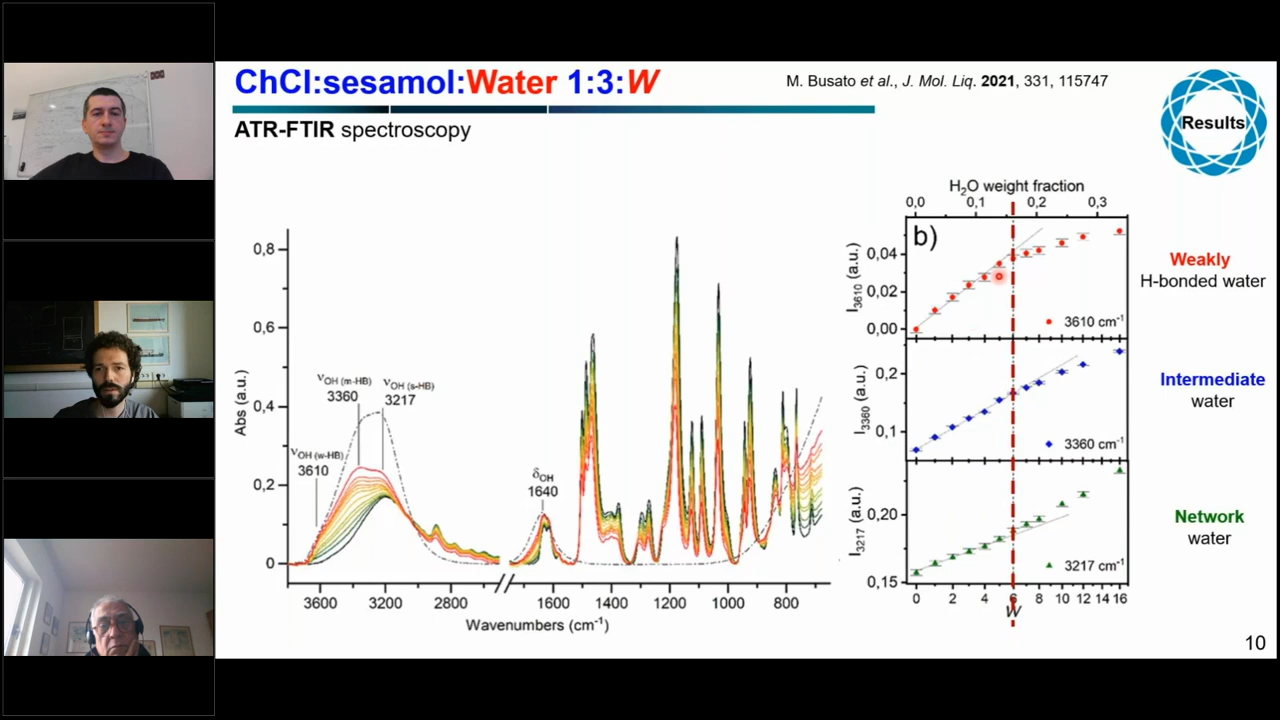 ChCl:sesamol:Water 1:3:W
M. Busato et al., J. Mol. Liq. 2021, 331, 115747
Results
ATR-FTIR spectroscopy
H₂O weight fraction
0,0 0,1 0,2 0,3
b)
I₃₆₁₀ (a.u.)
0,04
0,02
0,00
3610 cm⁻¹
Weakly
H-bonded water
I₃₃₆₀ (a.u.)
0,2
0,1
3360 cm⁻¹
Intermediate
water
I₃₂₁₇ (a.u.)
0,20
0,15
3217 cm⁻¹
Network
water
0 2 4 6 8 10 12 14 16
W
Abs (a.u.)
0,8
0,6
0,4
0,2
0
νOH (m-HB)
3360
νOH (s-HB)
3217
νOH (w-HB)
3610
δOH
1640
3600 3200 2800 1600 1400 1200 1000 800
Wavenumbers (cm⁻¹)
10